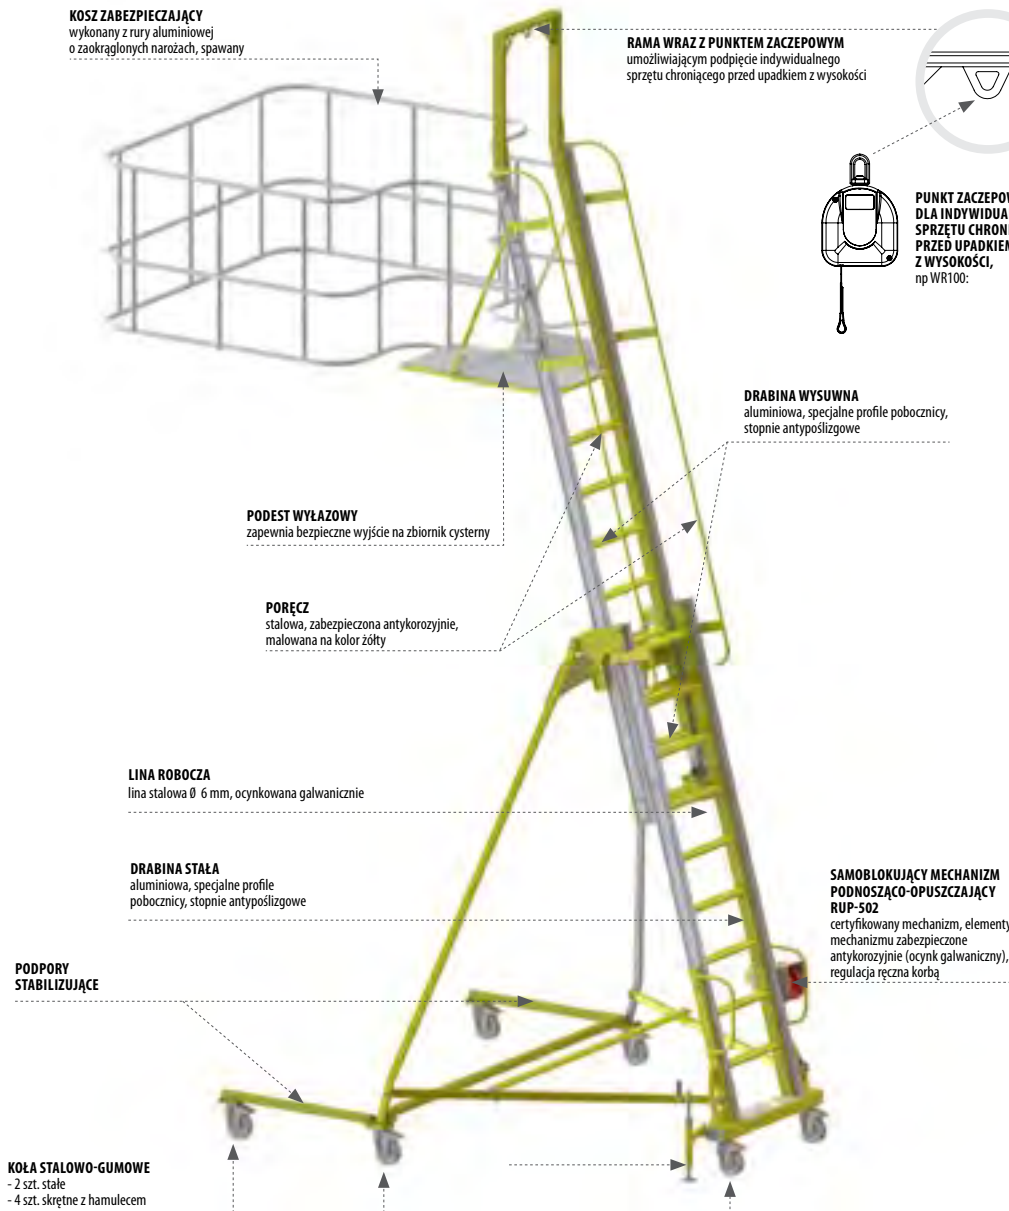 KOSZ ZABEZPIECZAJĄCY
wykonany z rury aluminiowej
o zaokrąglonych narożach, spawany
RAMA WRAZ Z PUNKTEM ZACZEPOWYM
umożliwiającym podpięcie indywidualnego
sprzętu chroniącego przed upadkiem z wysokości
PUNKT
DLA
SPRZĘTU
PRZED
Z WYSOKOŚCI,
np WR100:
DRABINA WYSUWNA
aluminiowa, specjalne profile pobocznicy,
stopnie antypoślizgowe
PODEST WYŁAZOWY
zapewnia bezpieczne wyjście na zbiornik cysterny
PORĘCZ
stalowa, zabezpieczona antykorozyjnie,
malowana na kolor żółty
LINA ROBOCZA
lina stalowa Ø 6 mm, ocynkowana galwanicznie
DRABINA STAŁA
aluminiowa, specjalne profile
pobocznicy, stopnie antypoślizgowe
SAMOBLOKUJĄCY MECHANIZM
PODNOSZĄCO-OPUSZCZAJĄCY
RUP-502
certyfikowany mechanizm, elementy
mechanizmu zabezpieczone
antykorozyjnie (ocynk galwaniczny),
regulacja ręczna korbą
PODPORY
STABILIZUJĄCE
KOŁA STALOWO-GUMOWE
- 2 szt. stałe
- 4 szt. skrętne z hamulecem